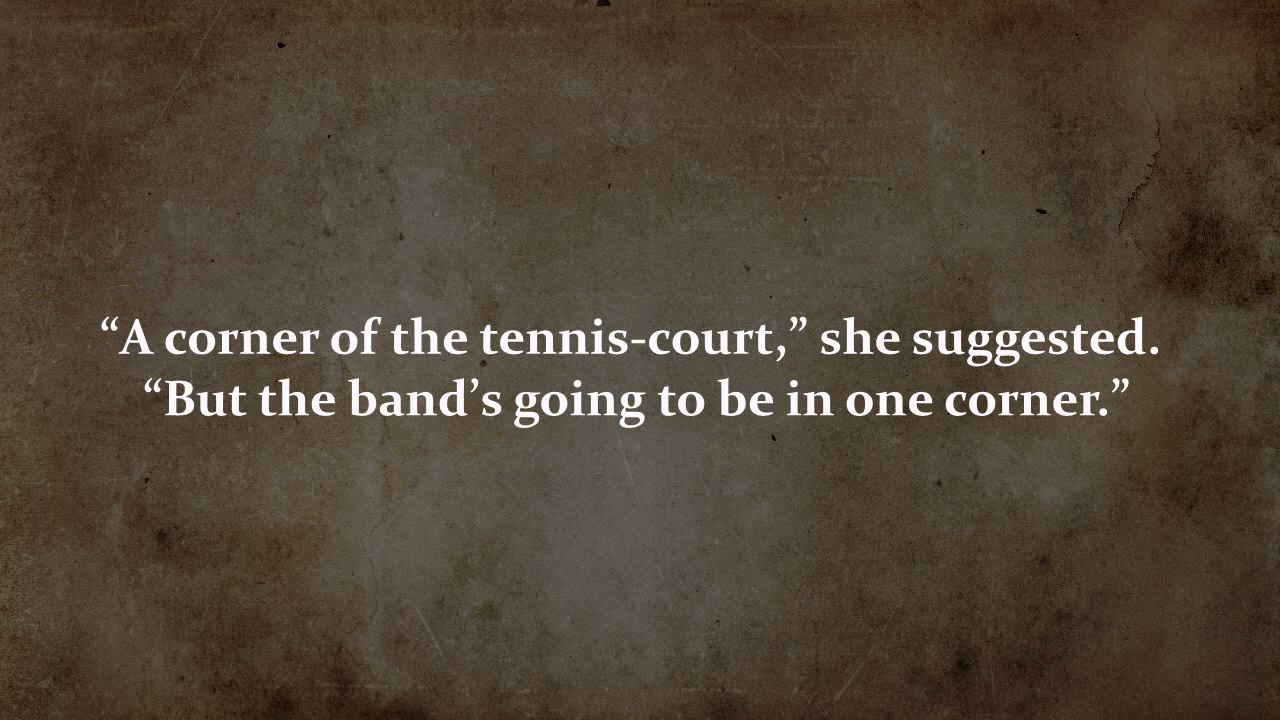 “A corner of the tennis-court,” she suggested.
“But the band’s going to be in one corner.”